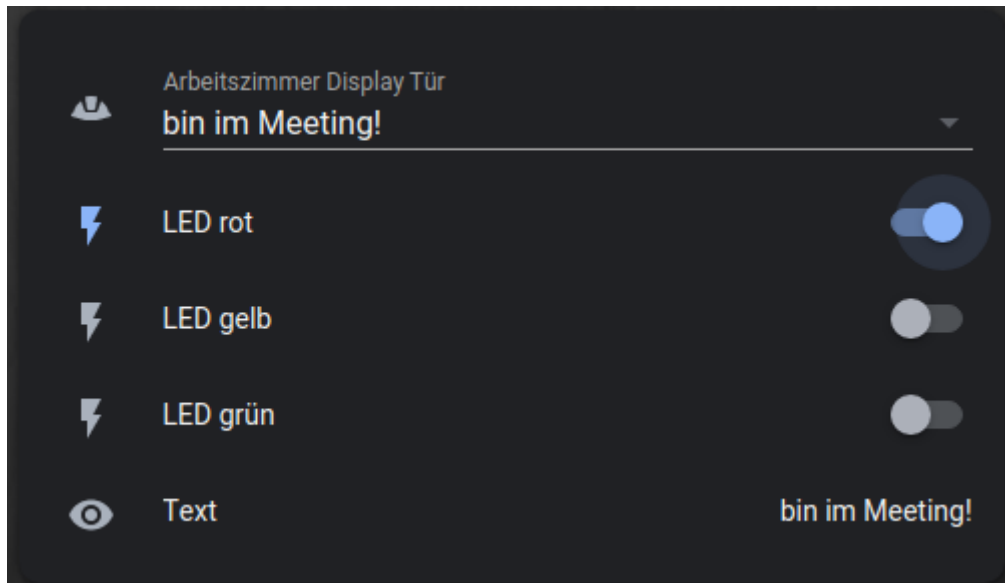 Arbeitszimmer Display Tür
bin im Meeting!
LED rot
LED gelb
LED grün
Text bin im Meeting!